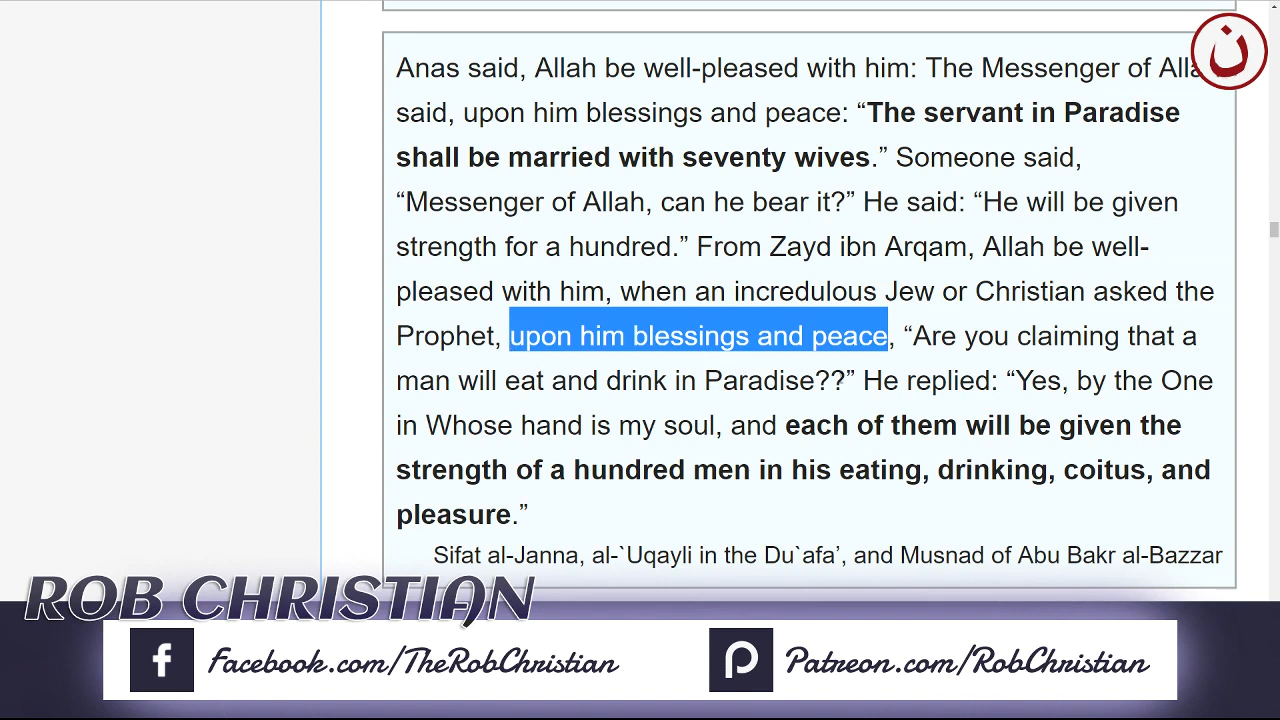 Anas said, Allah be well-pleased with him: The Messenger of Alla
said, upon him blessings and peace: “The servant in Paradise
shall be married with seventy wives.” Someone said,
“Messenger of Allah, can he bear it?” He said: “He will be given
strength for a hundred.” From Zayd ibn Arqam, Allah be well-
pleased with him, when an incredulous Jew or Christian asked the
Prophet, upon him blessings and peace, “Are you claiming that a
man will eat and drink in Paradise??” He replied: “Yes, by the One
in Whose hand is my soul, and each of them will be given the
strength of a hundred men in his eating, drinking, coitus, and
pleasure.”
Sifat al-Janna, al-`Uqayli in the Du`afa’, and Musnad of Abu Bakr al-Bazzar
ن
ROB CHRISTIAN
f Facebook.com/TheRobChristian
Patreon.com/RobChristian